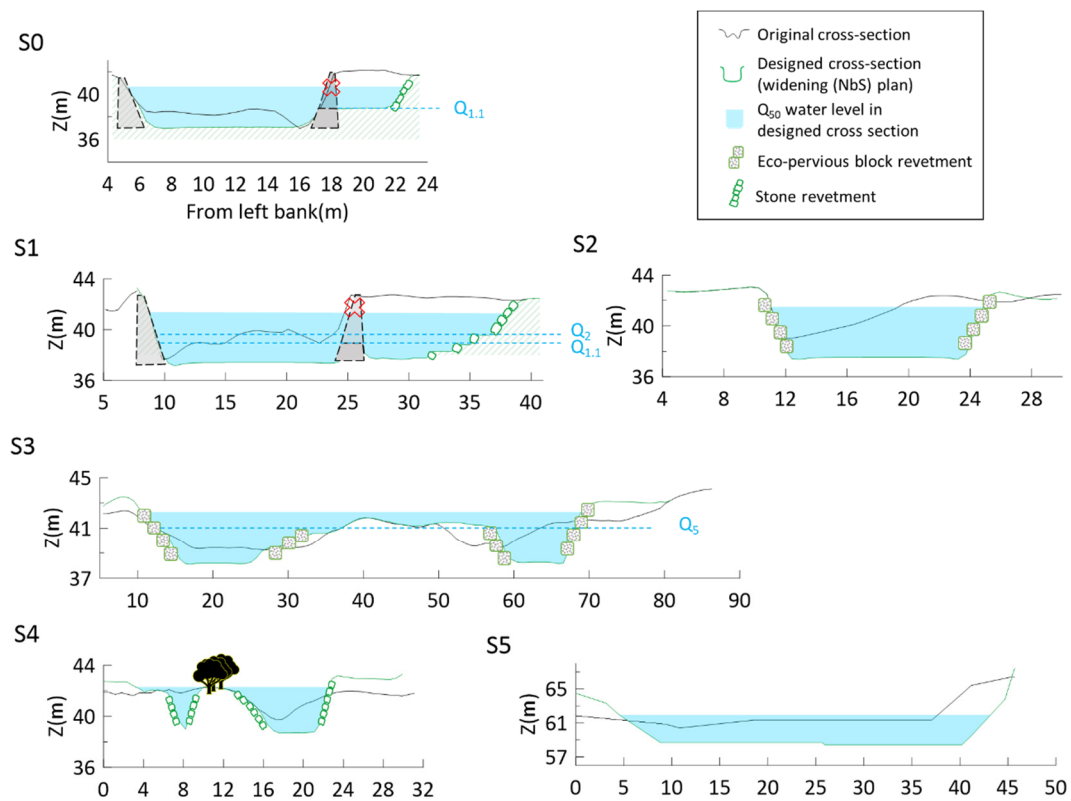 S0
Z(m)
40
36
Q1.1
4 6 8 10 12 14 16 18 20 22 24
From left bank(m)
Original cross-section
Designed cross-section
(widening (NbS) plan)
Q50 water level in
designed cross section
Eco-pervious block revetment
Stone revetment
S1
Z(m)
44
40
36
Q2
Q1.1
5 10 15 20 25 30 35 40
S2
Z(m)
44
40
36
4 8 12 16 20 24 28
S3
Z(m)
45
41
37
Q5
10 20 30 40 50 60 70 80 90
S4
Z(m)
44
40
36
0 4 8 12 16 20 24 28 32
S5
Z(m)
65
61
57
0 5 10 15 20 25 30 35 40 45 50